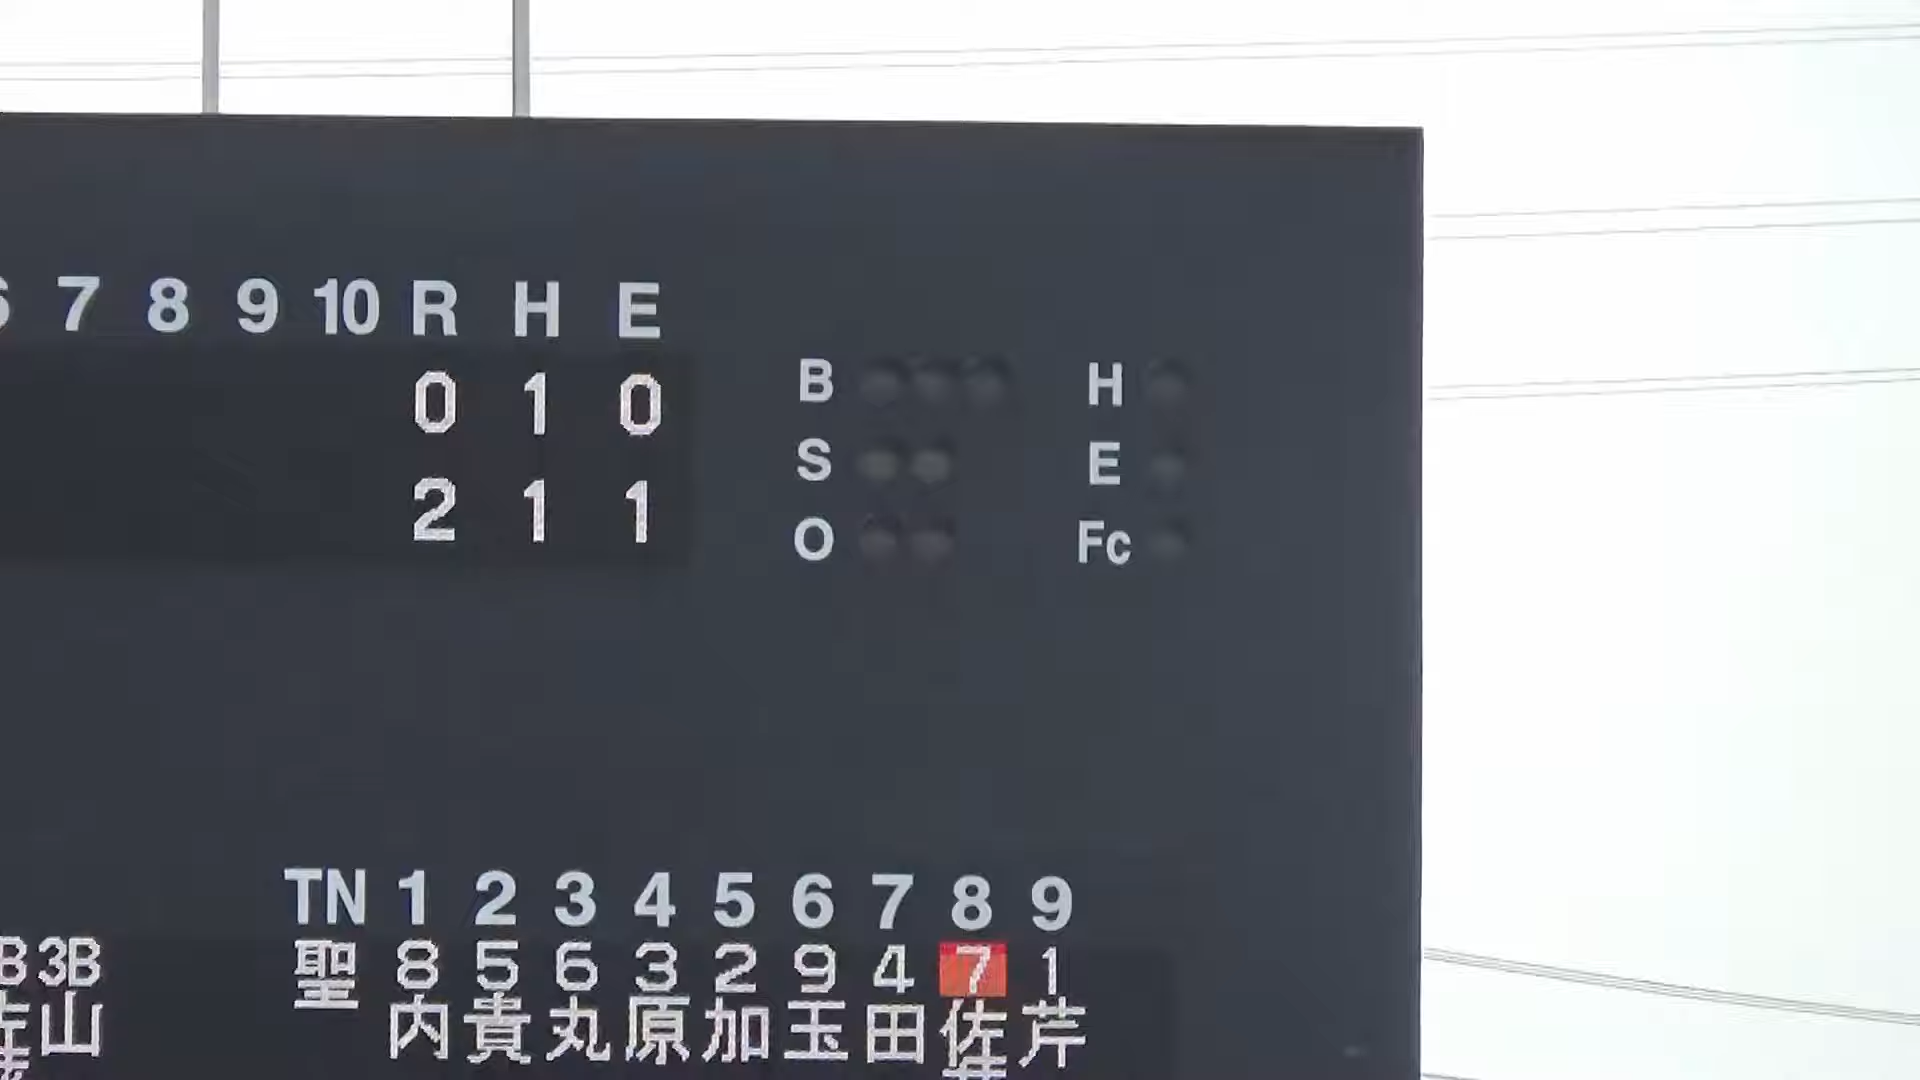 7 8 9 10 R H E
0 1 0
2 1 1
B H
S E
O Fc
TN 1 2 3 4 5 6 7 8 9
3B
聖 8 5 6 3 2 9 4 7 1
山 内 貴 丸 原 加 玉 田 佐 芹